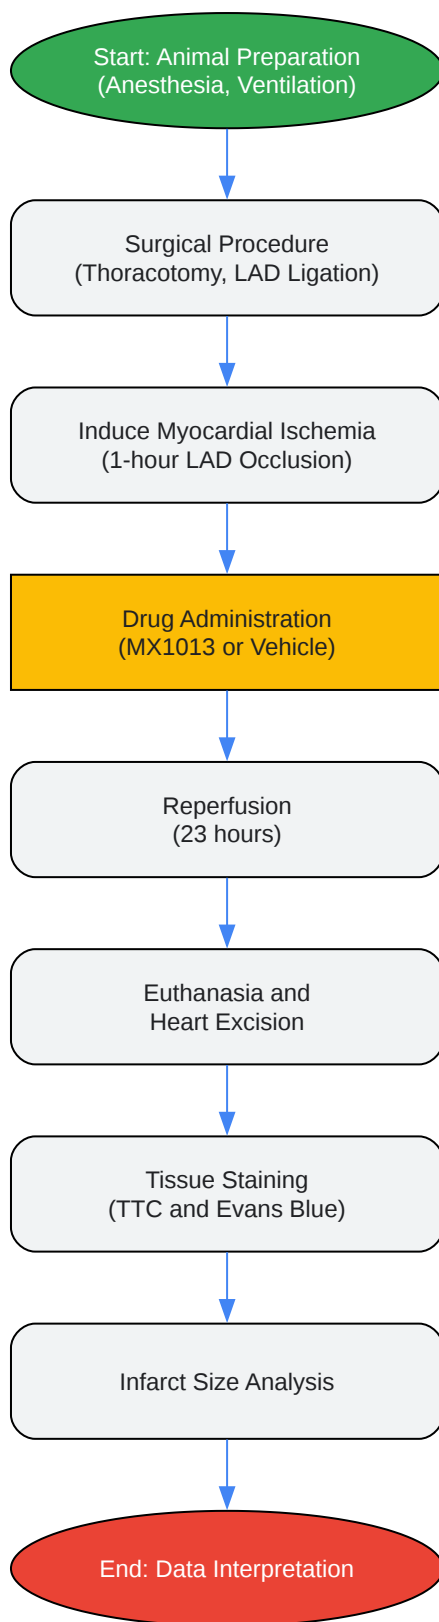 Start: Animal Preparation
(Anesthesia, Ventilation)
Surgical Procedure
(Thoracotomy, LAD Ligation)
Induce Myocardial Ischemia
(1-hour LAD Occlusion)
Drug Administration
(MX1013 or Vehicle)
Reperfusion
(23 hours)
Euthanasia and
Heart Excision
Tissue Staining
(TTC and Evans Blue)
Infarct Size Analysis
End: Data Interpretation